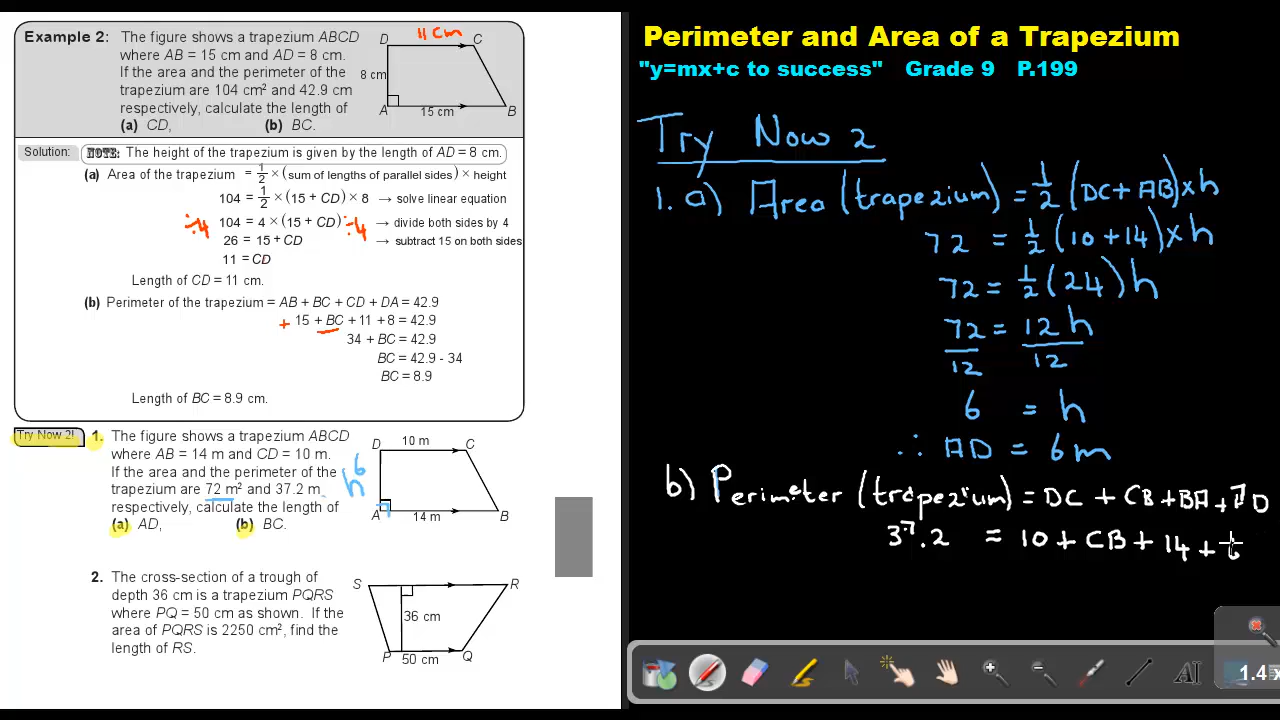 Example 2: The figure shows a trapezium ABCD
where AB = 15 cm and AD = 8 cm.
If the area and the perimeter of the
trapezium are 104 cm² and 42.9 cm
respectively, calculate the length of
(a) CD, (b) BC.
D 11 cm C
8 cm
A 15 cm B
Solution: NOTE: The height of the trapezium is given by the length of AD = 8 cm.
(a) Area of the trapezium = 1/2 × (sum of lengths of parallel sides) × height
104 = 1/2 × (15 + CD) × 8 → solve linear equation
÷4 104 = 4 × (15 + CD) ÷4 → divide both sides by 4
26 = 15 + CD → subtract 15 on both sides
11 = CD
Length of CD = 11 cm.
(b) Perimeter of the trapezium = AB + BC + CD + DA = 42.9
+ 15 + BC + 11 + 8 = 42.9
34 + BC = 42.9
BC = 42.9 - 34
BC = 8.9
Length of BC = 8.9 cm.
Try Now 2! 1. The figure shows a trapezium ABCD
where AB = 14 m and CD = 10 m.
If the area and the perimeter of the
trapezium are 72 m² and 37.2 m
respectively, calculate the length of
(a) AD, (b) BC.
D 10 m C
6
h
A 14 m B
2. The cross-section of a trough of
depth 36 cm is a trapezium PQRS
where PQ = 50 cm as shown. If the
area of PQRS is 2250 cm², find the
length of RS.
S R
36 cm
P 50 cm Q
Perimeter and Area of a Trapezium
"y=mx+c to success" Grade 9 P.199
Try Now 2
1. a) Area (trapezium) = 1/2 (DC + AB) × h
72 = 1/2 (10 + 14) × h
72 = 1/2 (24) h
72/12 = 12h/12
6 = h
∴ AD = 6m
b) Perimeter (trapezium) = DC + CB + BA + AD
37.2 = 10 + CB + 14 + 6
AI
1.4x